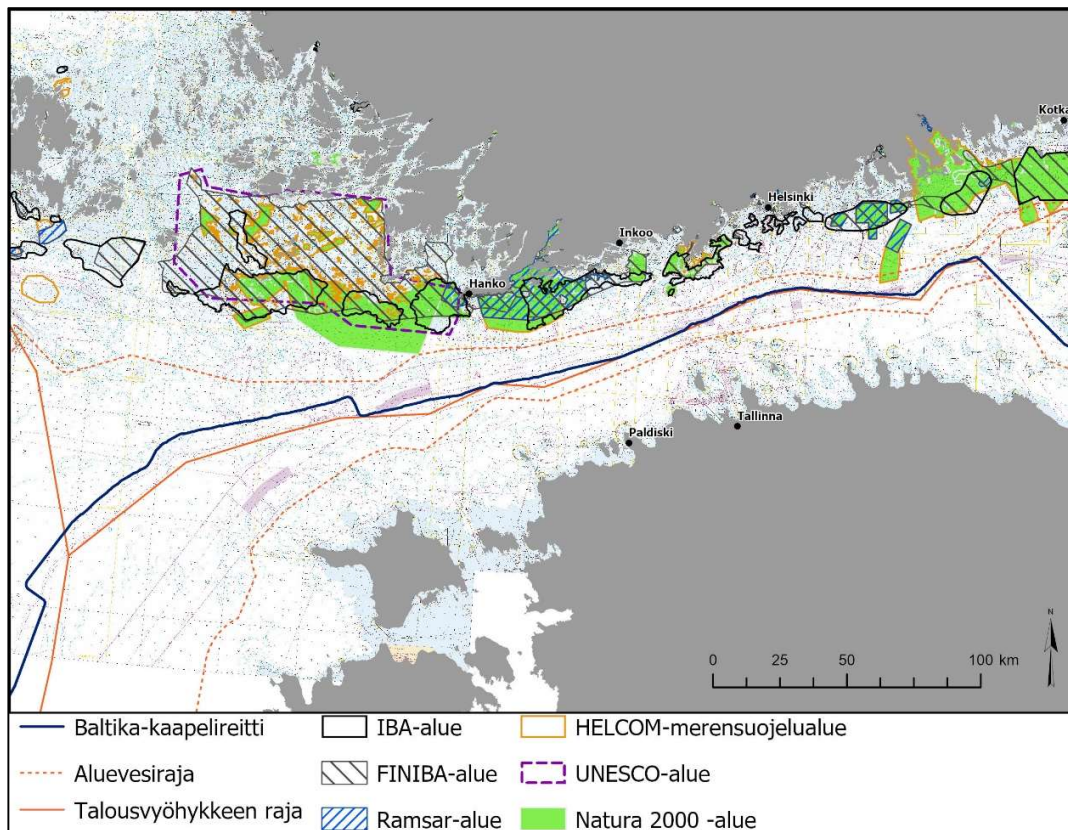 Kotka
Helsinki
Inkoo
Hanko
Tallinna
Paldiski
N
0 25 50 100 km
Baltika-kaapelireitti
IBA-alue
HELCOM-merensuojelualue
Aluevesiraja
FINIBA-alue
UNESCO-alue
Talousvyöhykkeen raja
Ramsar-alue
Natura 2000 -alue